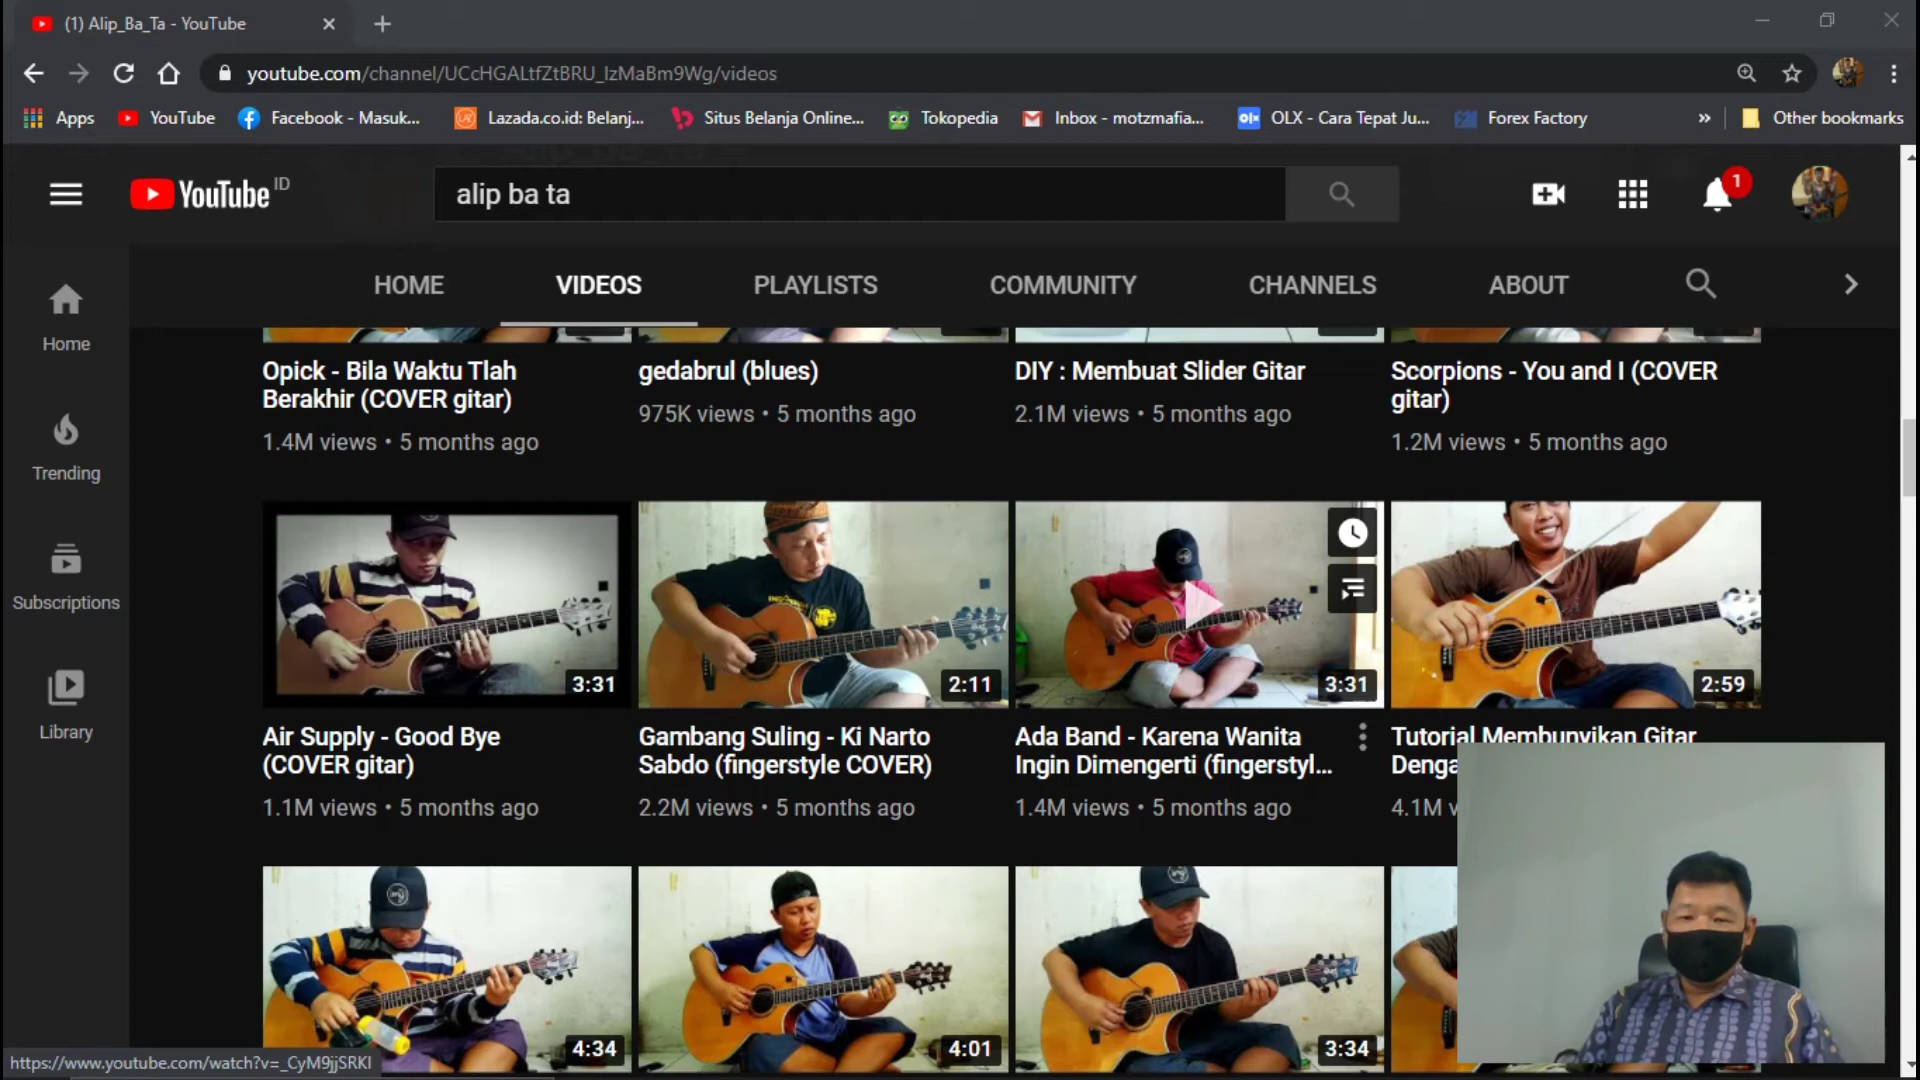 (1) Alip_Ba_Ta - YouTube
youtube.com/channel/UCcHGALtfZtBRU_IzMaBm9Wg/videos
Apps YouTube Facebook - Masuk... Lazada.co.id: Belanj... Situs Belanja Online... Tokopedia Inbox - motzmafia... OLX - Cara Tepat Ju... Forex Factory » Other bookmarks
YouTube ID
alip ba ta
1
HOME VIDEOS PLAYLISTS COMMUNITY CHANNELS ABOUT
Home
Trending
Subscriptions
Library
Opick - Bila Waktu Tlah
Berakhir (COVER gitar)
1.4M views • 5 months ago
gedabrul (blues)
975K views • 5 months ago
DIY : Membuat Slider Gitar
2.1M views • 5 months ago
Scorpions - You and I (COVER
gitar)
1.2M views • 5 months ago
3:31
Air Supply - Good Bye
(COVER gitar)
1.1M views • 5 months ago
2:11
Gambang Suling - Ki Narto
Sabdo (fingerstyle COVER)
2.2M views • 5 months ago
3:31
Ada Band - Karena Wanita
Ingin Dimengerti (fingerstyl...
1.4M views • 5 months ago
2:59
Tutorial Membunyikan Gitar
Denga
4.1M v
4:34
4:01
3:34
https://www.youtube.com/watch?v=_CyM9jjSRKI